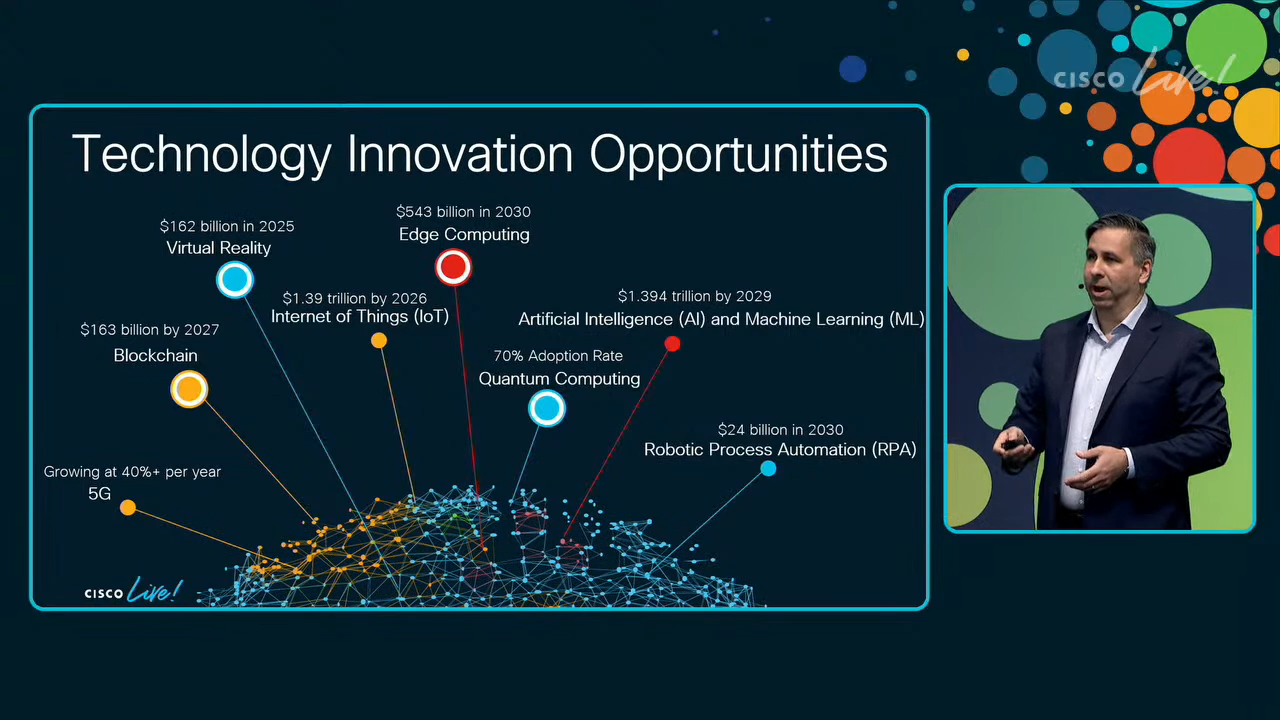 CISCO Live!
Technology Innovation Opportunities
$543 billion in 2030
Edge Computing
$162 billion in 2025
Virtual Reality
$1.39 trillion by 2026
Internet of Things (IoT)
$1.394 trillion by 2029
Artificial Intelligence (AI) and Machine Learning (ML)
$163 billion by 2027
Blockchain
70% Adoption Rate
Quantum Computing
$24 billion in 2030
Robotic Process Automation (RPA)
Growing at 40%+ per year
5G
CISCO Live!